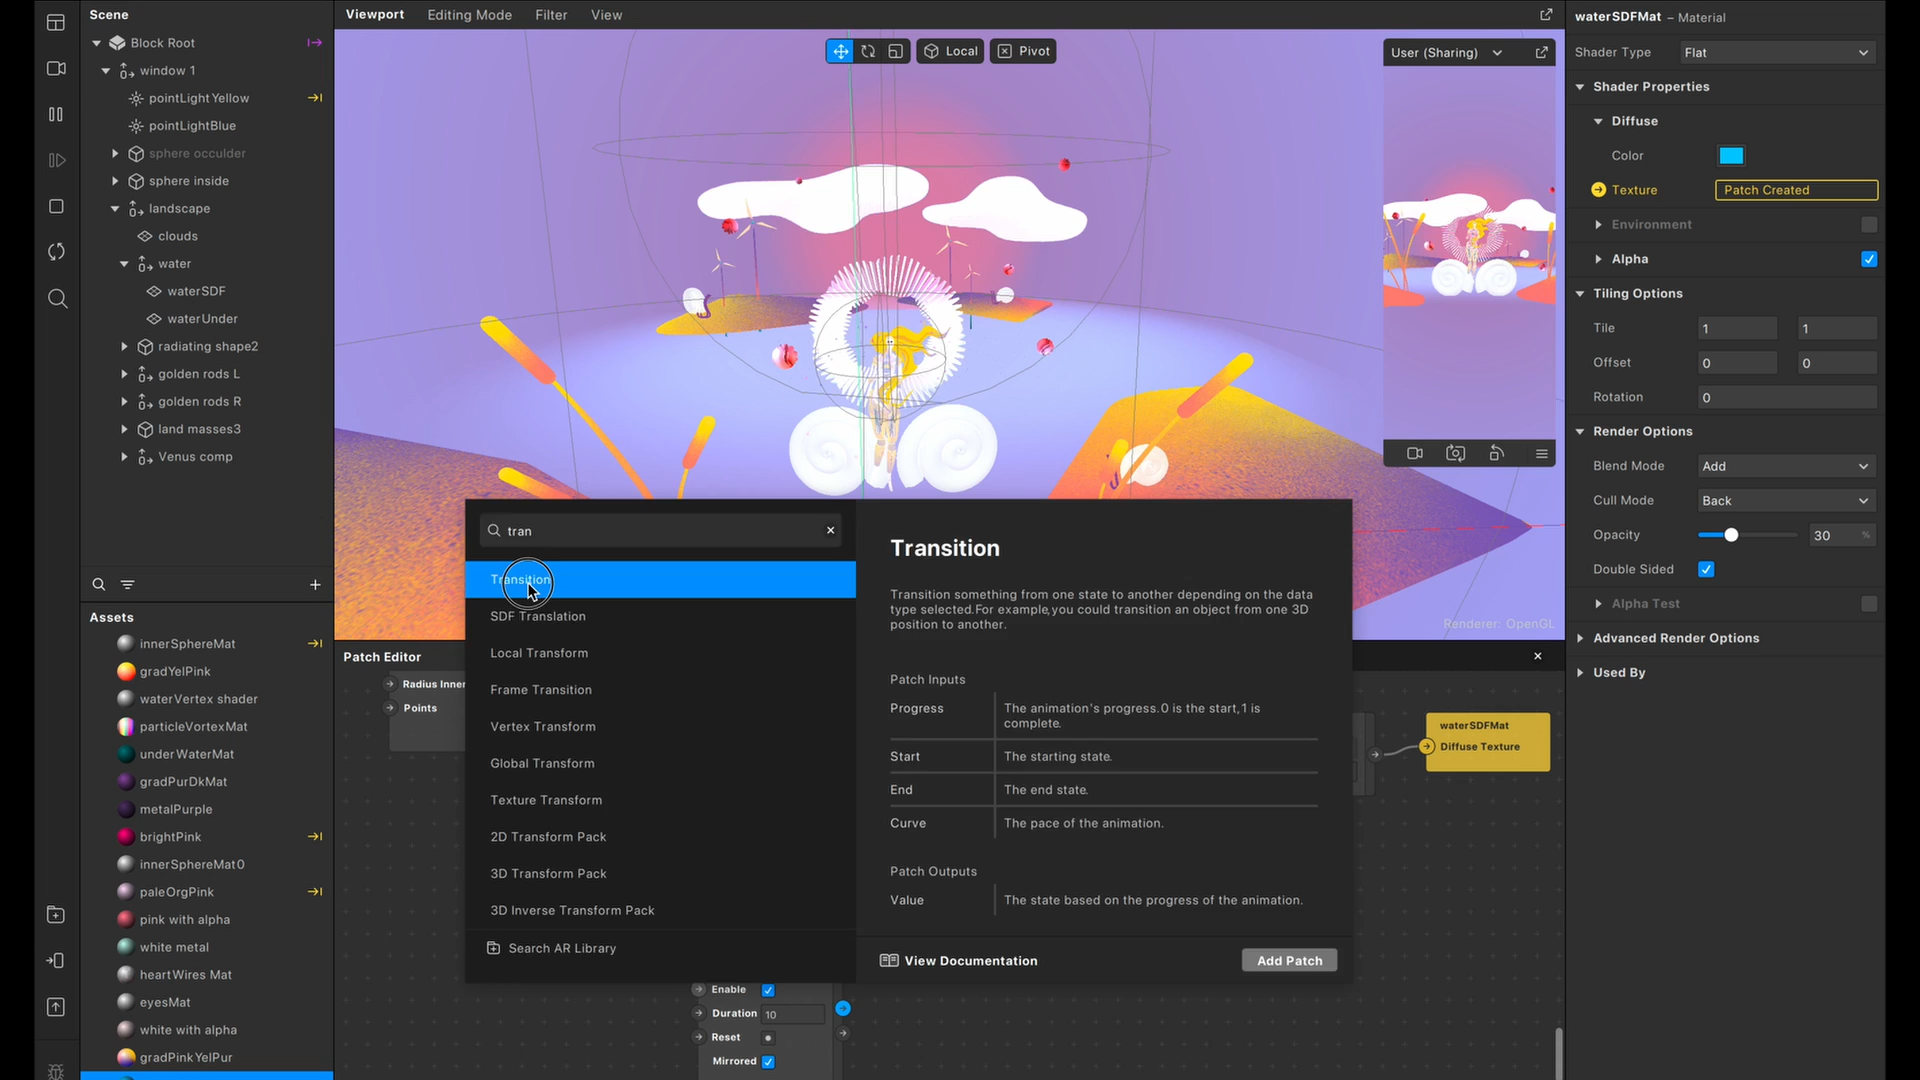 Scene
Block Root
window 1
pointLightYellow
pointLightBlue
sphere occulder
sphere inside
landscape
clouds
water
waterSDF
waterUnder
radiating shape2
golden rods L
golden rods R
land masses3
Venus comp
Assets
innerSphereMat
gradYelPink
waterVertex shader
particleVortexMat
underWaterMat
gradPurDkMat
metalPurple
brightPink
innerSphereMat0
paleOrgPink
pink with alpha
white metal
heartWires Mat
eyesMat
white with alpha
gradPinkYelPur
Viewport Editing Mode Filter View
Local Pivot
User (Sharing)
Renderer: OpenGL
Patch Editor
Radius Inner
Points
tran
Transition
SDF Translation
Local Transform
Frame Transition
Vertex Transform
Global Transform
Texture Transform
2D Transform Pack
3D Transform Pack
3D Inverse Transform Pack
Search AR Library
Transition
Transition something from one state to another depending on the data
type selected.For example,you could transition an object from one 3D
position to another.
Patch Inputs
Progress The animation's progress.0 is the start,1 is
complete.
Start The starting state.
End The end state.
Curve The pace of the animation.
Patch Outputs
Value The state based on the progress of the animation.
View Documentation Add Patch
Enable
Duration 10
Reset
Mirrored
waterSDFMat
Diffuse Texture
waterSDFMat – Material
Shader Type Flat
Shader Properties
Diffuse
Color
Texture Patch Created
Environment
Alpha
Tiling Options
Tile 1 1
Offset 0 0
Rotation 0
Render Options
Blend Mode Add
Cull Mode Back
Opacity 30 %
Double Sided
Alpha Test
Advanced Render Options
Used By